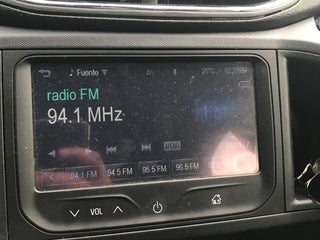 Fuente 25°C
radio FM
94.1 MHz
94.1 FM 94.5 FM 95.5 FM 96.5 FM
VOL